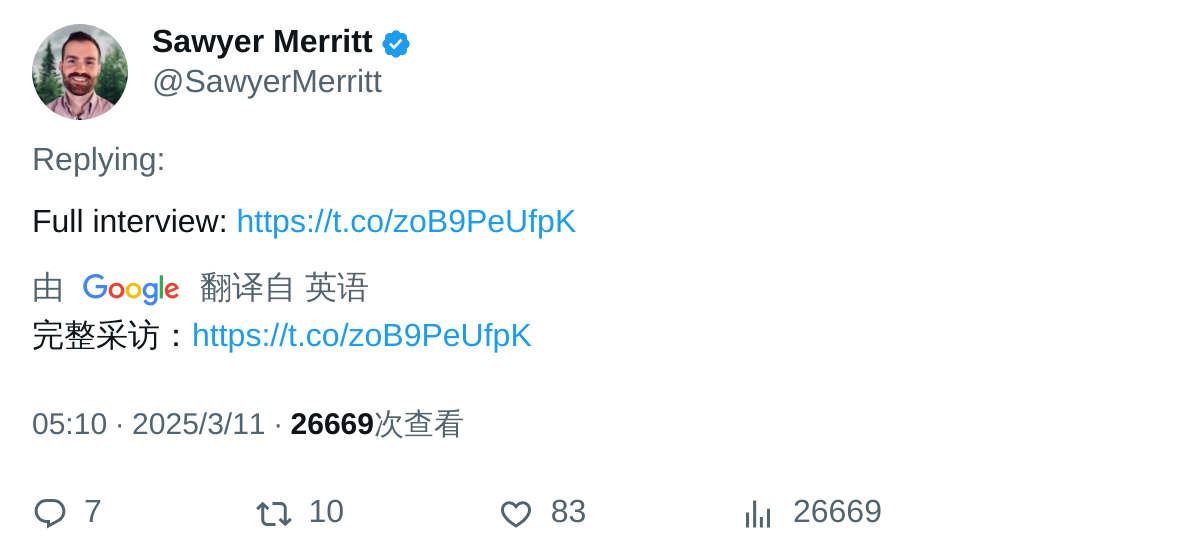 Sawyer Merritt
@SawyerMerritt
Replying:
Full interview: https://t.co/zoB9PeUfpK
由 Google 翻译自 英语
完整采访：https://t.co/zoB9PeUfpK
05:10 · 2025/3/11 · 26669次查看
7 10 83 26669